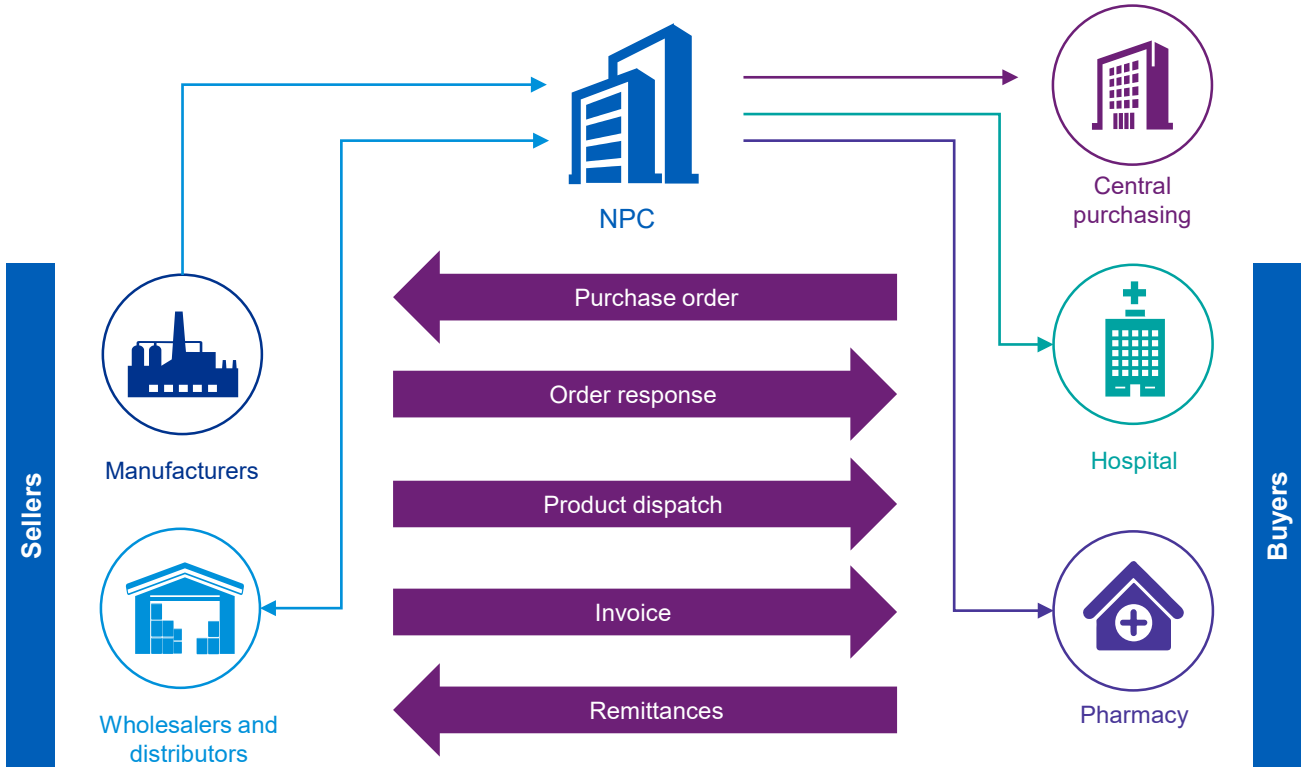 NPC
Central
purchasing
Sellers
Manufacturers
Wholesalers and
distributors
Purchase order
Order response
Product dispatch
Invoice
Remittances
Hospital
Pharmacy
Buyers